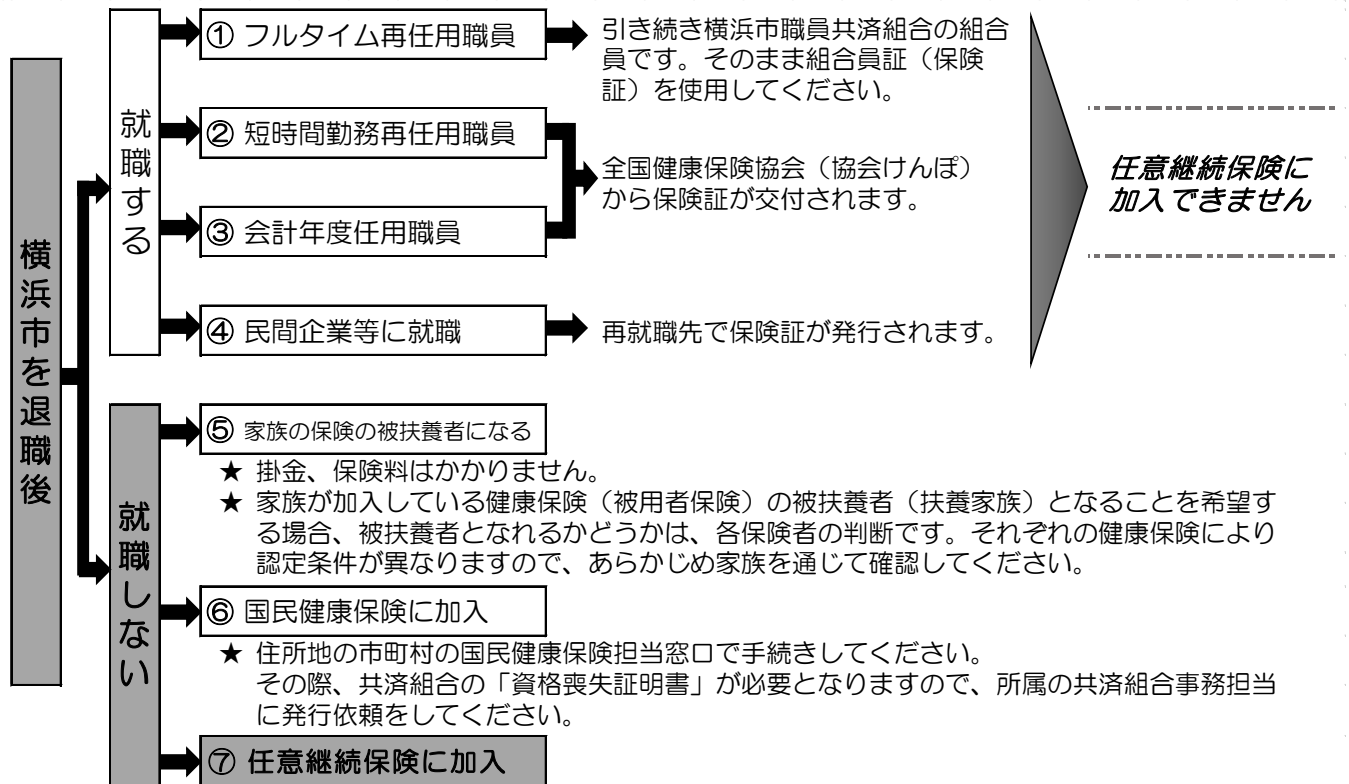 横浜市を退職後
就職する
① フルタイム再任用職員
引き続き横浜市職員共済組合の組合
員です。そのまま組合員証（保険
証）を使用してください。
② 短時間勤務再任用職員
③ 会計年度任用職員
全国健康保険協会（協会けんぽ）
から保険証が交付されます。
④ 民間企業等に就職
再就職先で保険証が発行されます。
任意継続保険に
加入できません
就職しない
⑤ 家族の保険の被扶養者になる
★ 掛金、保険料はかかりません。
★ 家族が加入している健康保険（被用者保険）の被扶養者（扶養家族）となることを希望す
る場合、被扶養者となれるかどうかは、各保険者の判断です。それぞれの健康保険により
認定条件が異なりますので、あらかじめ家族を通じて確認してください。
⑥ 国民健康保険に加入
★ 住所地の市町村の国民健康保険担当窓口で手続きしてください。
その際、共済組合の「資格喪失証明書」が必要となりますので、所属の共済組合事務担当
に発行依頼をしてください。
⑦ 任意継続保険に加入